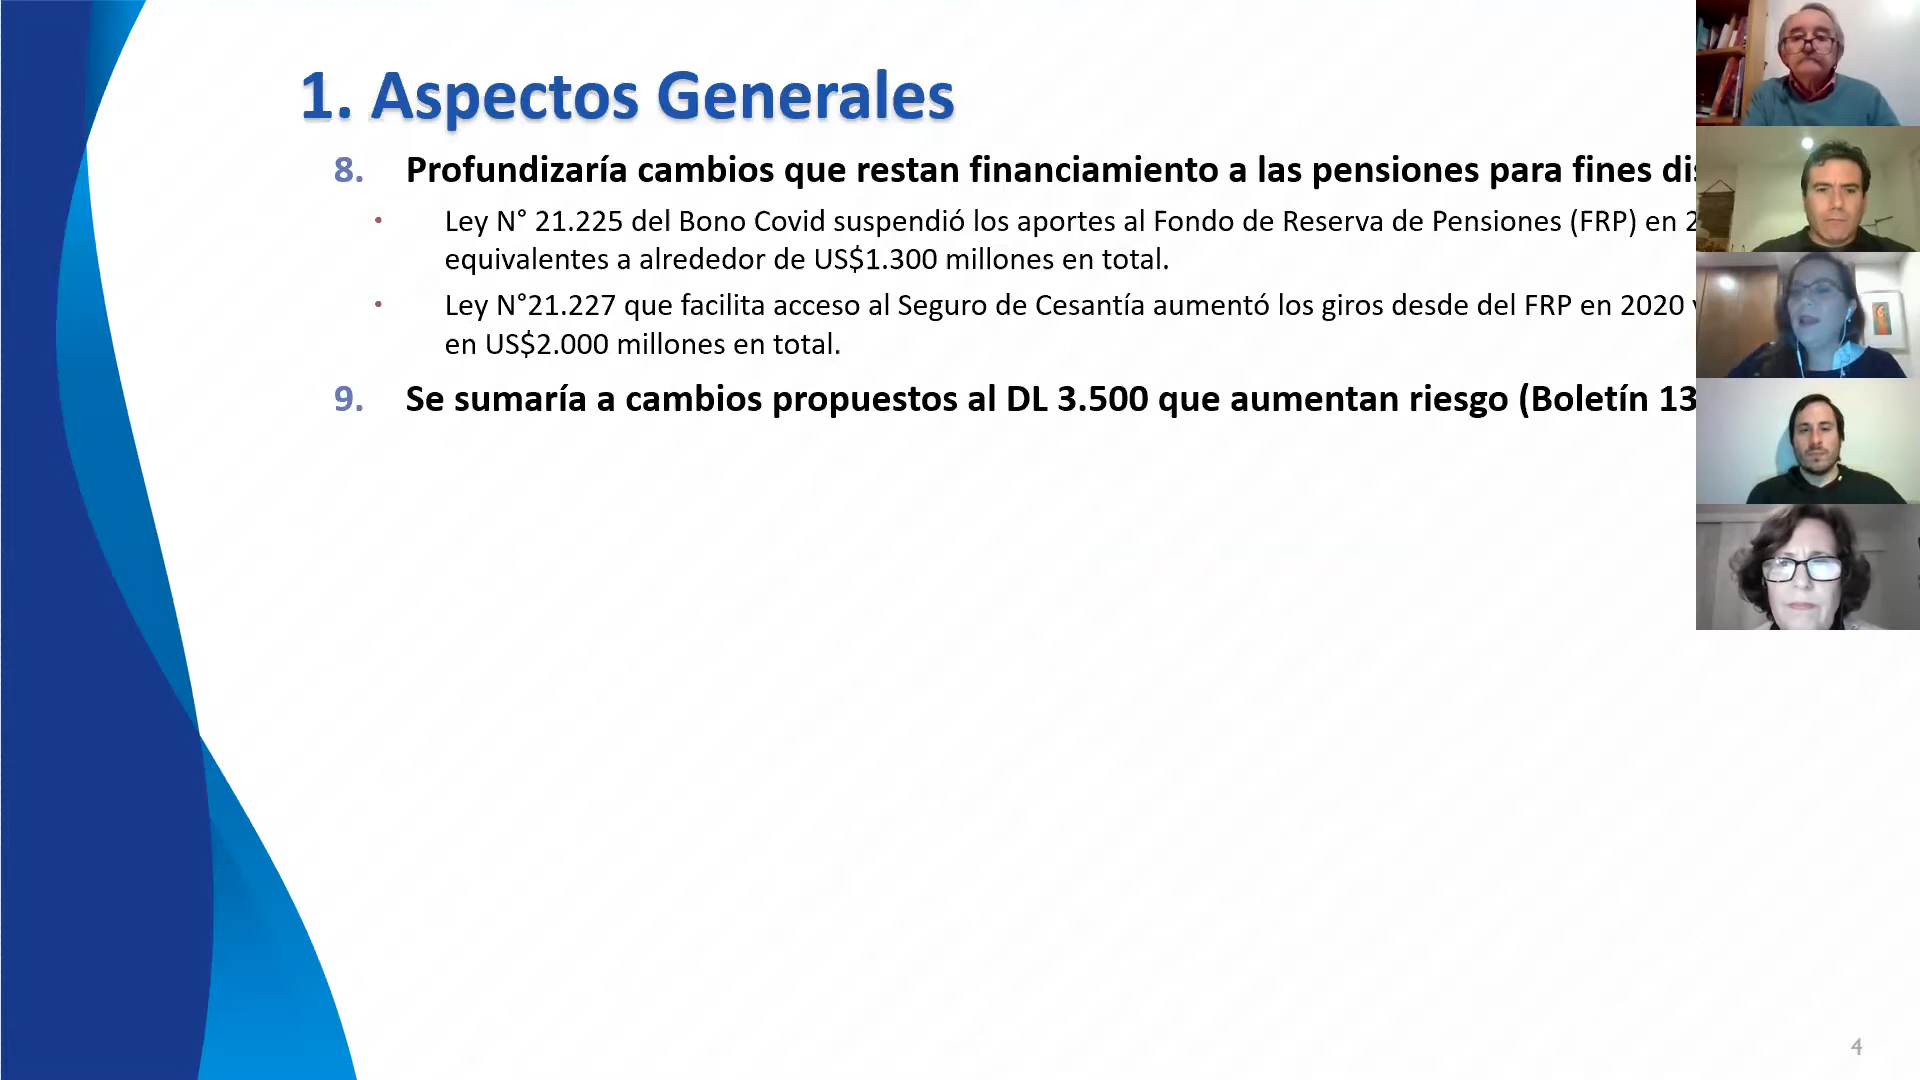 1. Aspectos Generales
8. Profundizaría cambios que restan financiamiento a las pensiones para fines
• Ley N° 21.225 del Bono Covid suspendió los aportes al Fondo de Reserva de Pensiones (FRP) en
equivalentes a alrededor de US$1.300 millones en total.
• Ley N°21.227 que facilita acceso al Seguro de Cesantía aumentó los giros desde del FRP en 2020
en US$2.000 millones en total.
9. Se sumaría a cambios propuestos al DL 3.500 que aumentan riesgo (Boletín
4